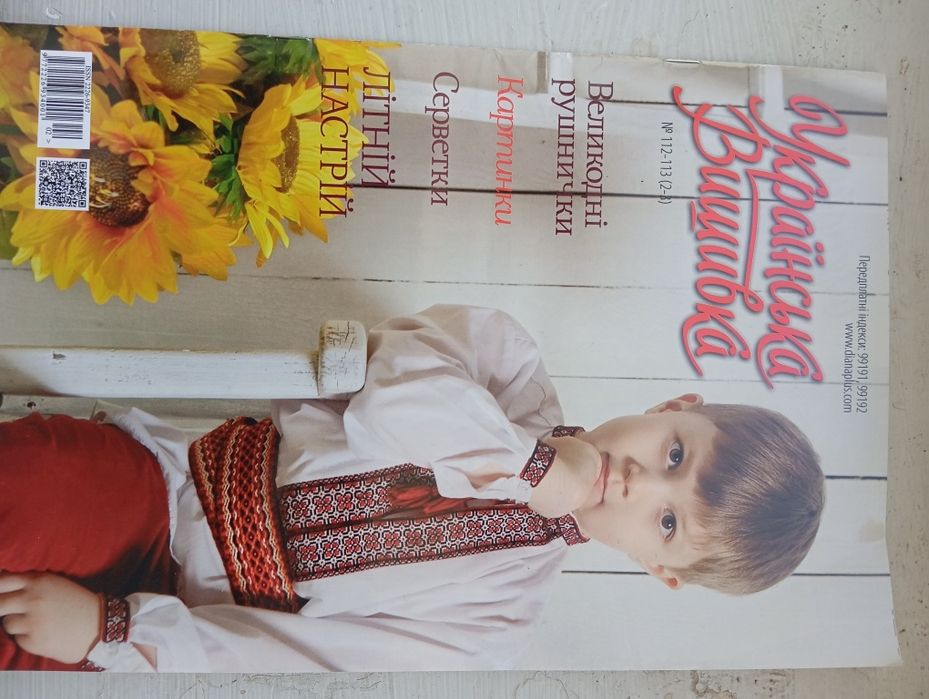 Передплатні індекси: 99191, 99192
www.dianaplus.com
Українська
Вишивка
№ 112–113 (2–3)
Великодні
рушнички
Картинки
Серветки
ЛІТНІЙ
НАСТРІЙ
02 >